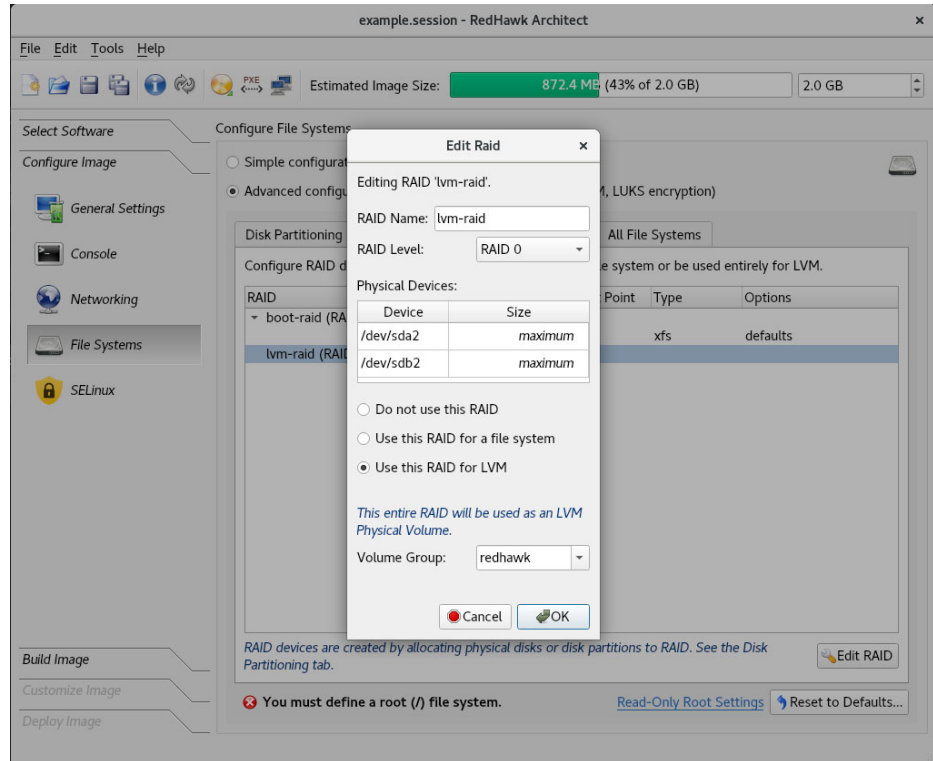 example.session - RedHawk Architect
File Edit Tools Help
PXE
Estimated Image Size: 872.4 MB (43% of 2.0 GB) 2.0 GB
Select Software
Configure Image
General Settings
Console
Networking
File Systems
SELinux
Build Image
Customize Image
Deploy Image
Configure File Systems
Simple configurat
Advanced configu , LUKS encryption)
Disk Partitioning All File Systems
Configure RAID d e system or be used entirely for LVM.
RAID Point Type Options
boot-raid (RA
xfs defaults
lvm-raid (RAID
RAID devices are created by allocating physical disks or disk partitions to RAID. See the Disk
Partitioning tab.
Edit RAID
You must define a root (/) file system. Read-Only Root Settings Reset to Defaults...
Edit Raid
Editing RAID 'lvm-raid'.
RAID Name: lvm-raid
RAID Level: RAID 0
Physical Devices:
Device Size
/dev/sda2 maximum
/dev/sdb2 maximum
Do not use this RAID
Use this RAID for a file system
Use this RAID for LVM
This entire RAID will be used as an LVM
Physical Volume.
Volume Group: redhawk
Cancel OK